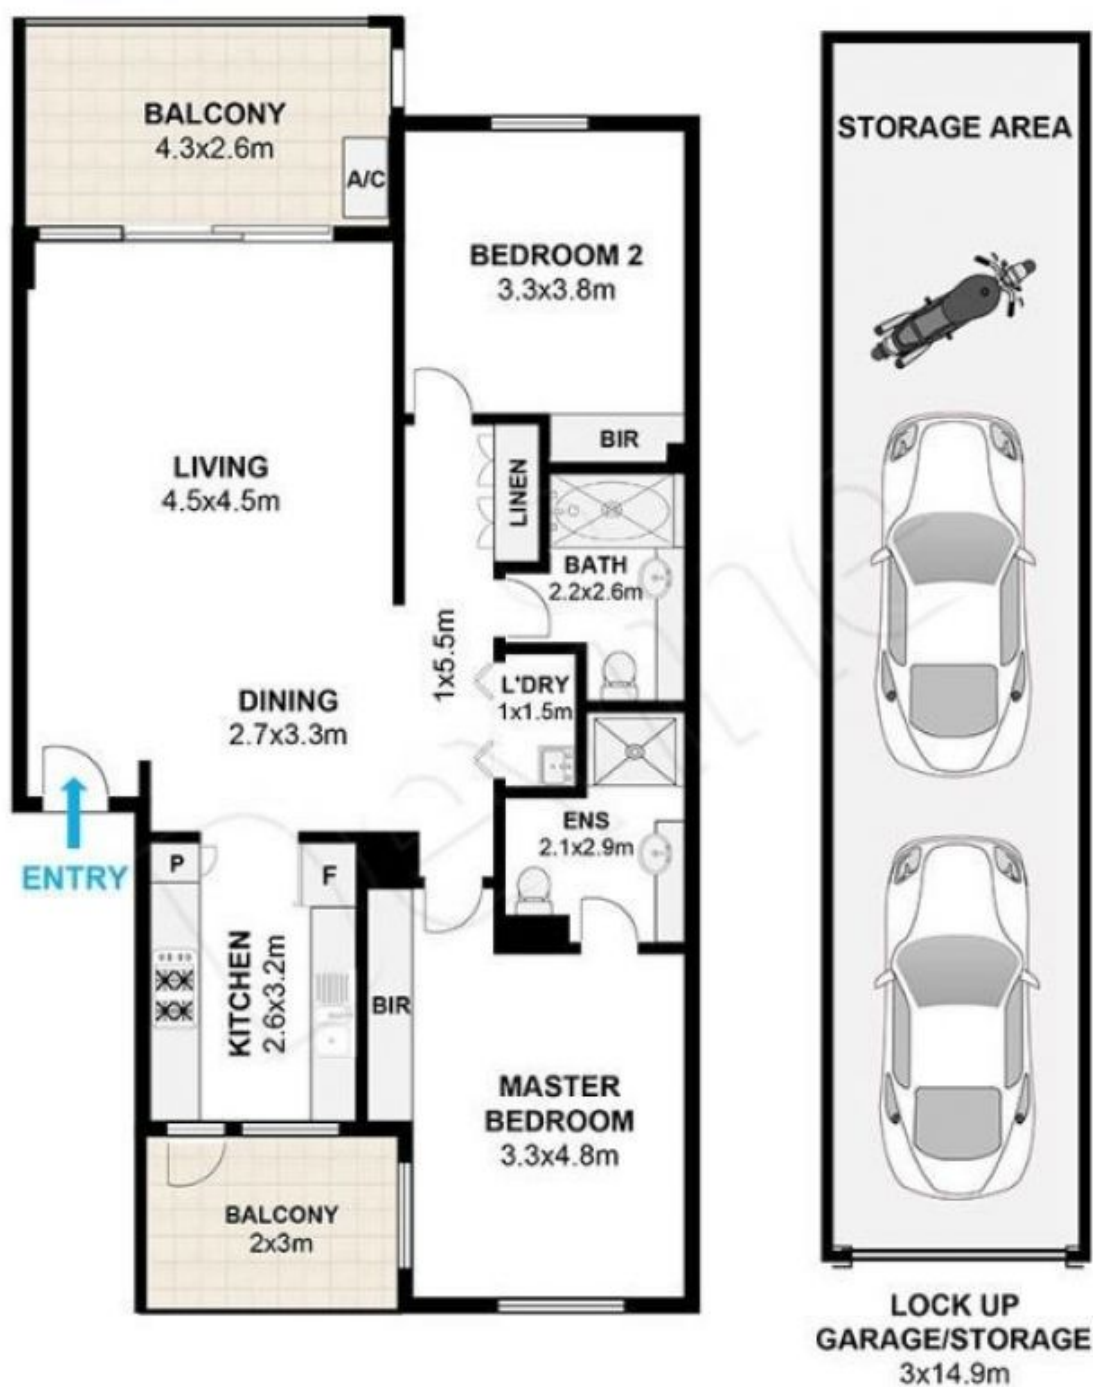 BALCONY
4.3x2.6m
A/C
BEDROOM 2
3.3x3.8m
BIR
LINEN
LIVING
4.5x4.5m
BATH
2.2x2.6m
1x5.5m
L'DRY
1x1.5m
DINING
2.7x3.3m
ENTRY
ENS
2.1x2.9m
P
F
KITCHEN
2.6x3.2m
BIR
MASTER
BEDROOM
3.3x4.8m
BALCONY
2x3m
STORAGE AREA
LOCK UP
GARAGE/STORAGE
3x14.9m